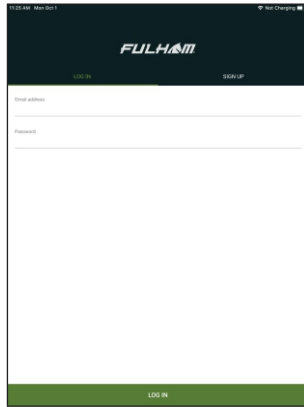 11:25 AM Mon Oct 1
Not Charging
FULHAM
LOG IN
SIGN UP
Email address
Password
LOG IN